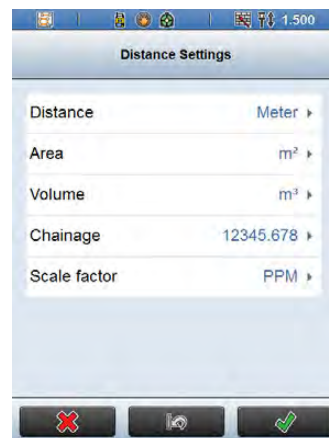 1.500
Distance Settings
Distance Meter
Area m²
Volume m³
Chainage 12345.678
Scale factor PPM